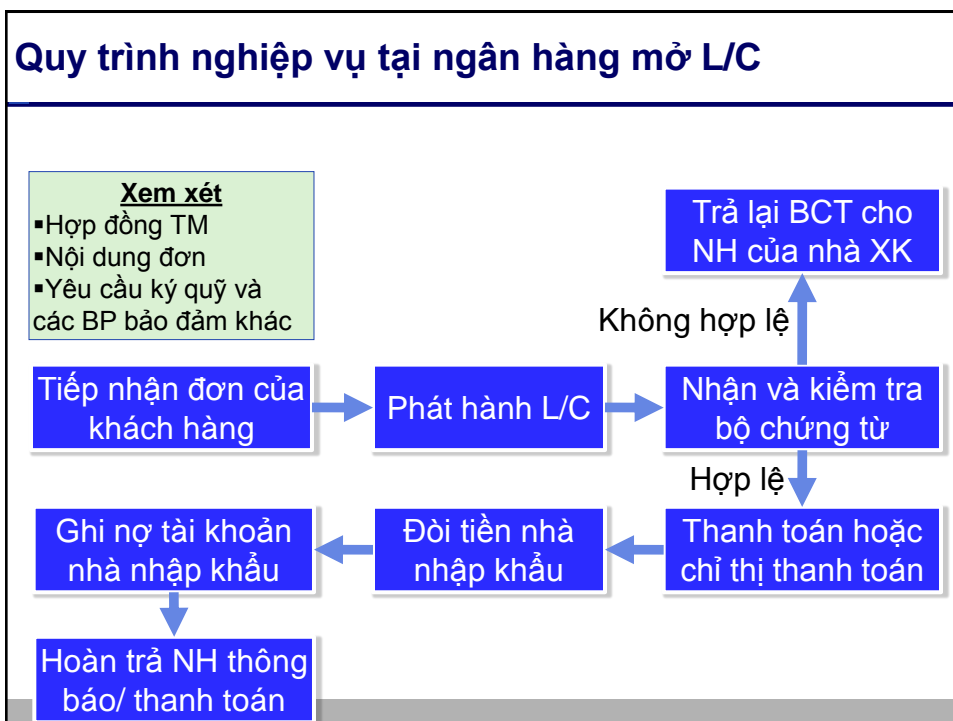 Quy trình nghiệp vụ tại ngân hàng mở L/C
Xem xét
▪Hợp đồng TM
▪Nội dung đơn
▪Yêu cầu ký quỹ và
các BP bảo đảm khác
Trả lại BCT cho
NH của nhà XK
Không hợp lệ
Tiếp nhận đơn của
khách hàng
Phát hành L/C
Nhận và kiểm tra
bộ chứng từ
Hợp lệ
Thanh toán hoặc
chỉ thị thanh toán
Đòi tiền nhà
nhập khẩu
Ghi nợ tài khoản
nhà nhập khẩu
Hoàn trả NH thông
báo/ thanh toán